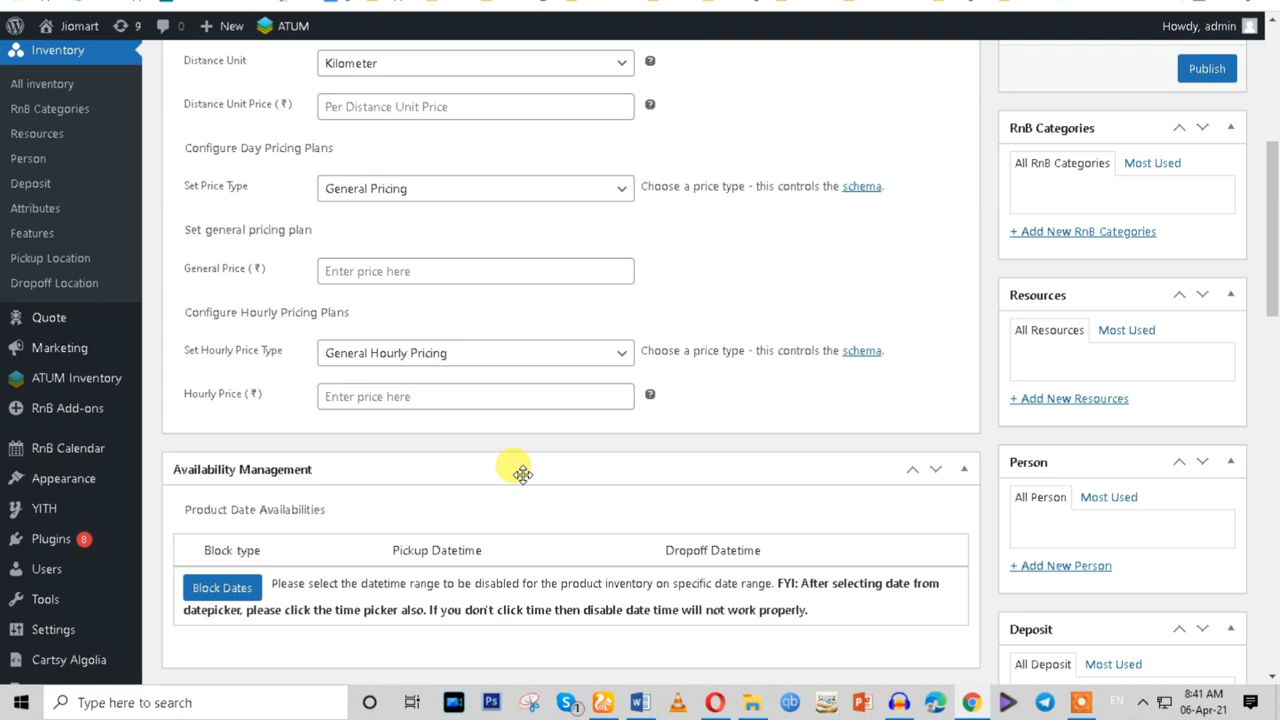 Jiomart
9
0
New
ATUM
Howdy, admin
Inventory
All inventory
RnB Categories
Resources
Person
Deposit
Attributes
Features
Pickup Location
Dropoff Location
Quote
Marketing
ATUM Inventory
RnB Add-ons
RnB Calendar
Appearance
YITH
Plugins 8
Users
Tools
Settings
Cartsy Algolia
Distance Unit
Kilometer
Distance Unit Price ( ₹ )
Per Distance Unit Price
Configure Day Pricing Plans
Set Price Type
General Pricing
Choose a price type - this controls the schema.
Set general pricing plan
General Price ( ₹ )
Enter price here
Configure Hourly Pricing Plans
Set Hourly Price Type
General Hourly Pricing
Choose a price type - this controls the schema.
Hourly Price ( ₹ )
Enter price here
Availability Management
Product Date Availabilities
Block type
Pickup Datetime
Dropoff Datetime
Block Dates
Please select the datetime range to be disabled for the product inventory on specific date range. FYI: After selecting date from
datepicker, please click the time picker also. If you don't click time then disable date time will not work properly.
Publish
RnB Categories
All RnB Categories
Most Used
+ Add New RnB Categories
Resources
All Resources
Most Used
+ Add New Resources
Person
All Person
Most Used
+ Add New Person
Deposit
All Deposit
Most Used
Type here to search
EN
8:41 AM
06-Apr-21